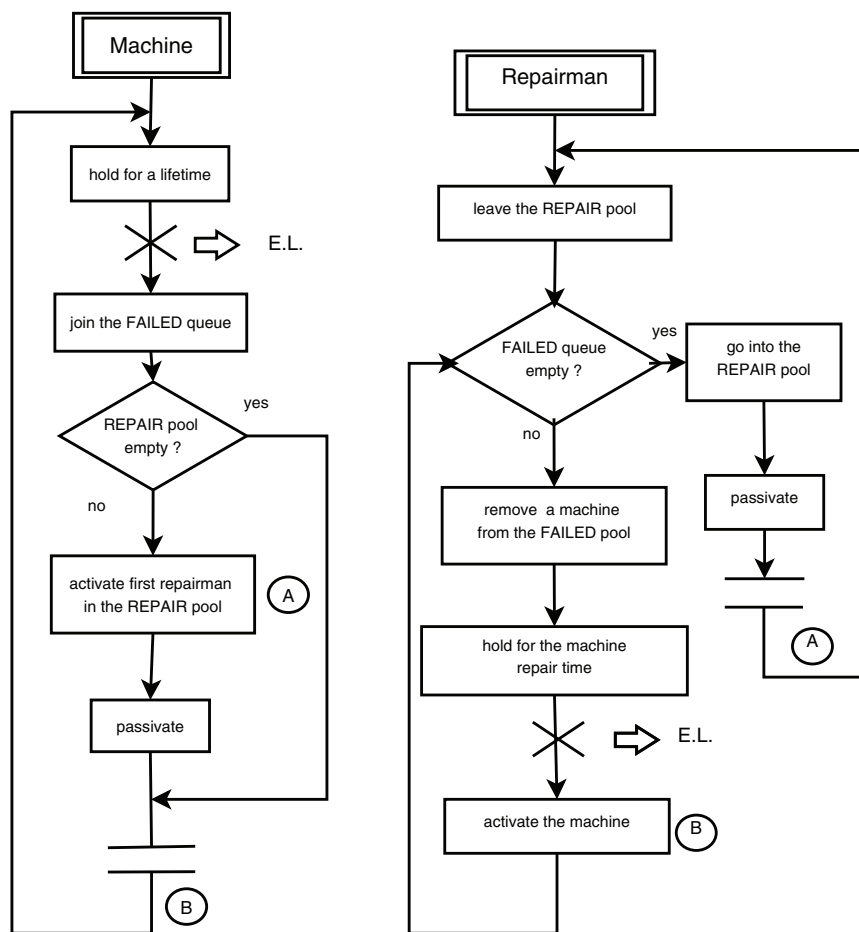 Machine
hold for a lifetime
E.L.
join the FAILED queue
REPAIR pool
empty ?
yes
no
activate first repairman
in the REPAIR pool
A
passivate
B
Repairman
leave the REPAIR pool
FAILED queue
empty ?
yes
go into the
REPAIR pool
no
passivate
remove a machine
from the FAILED pool
A
hold for the machine
repair time
E.L.
activate the machine
B